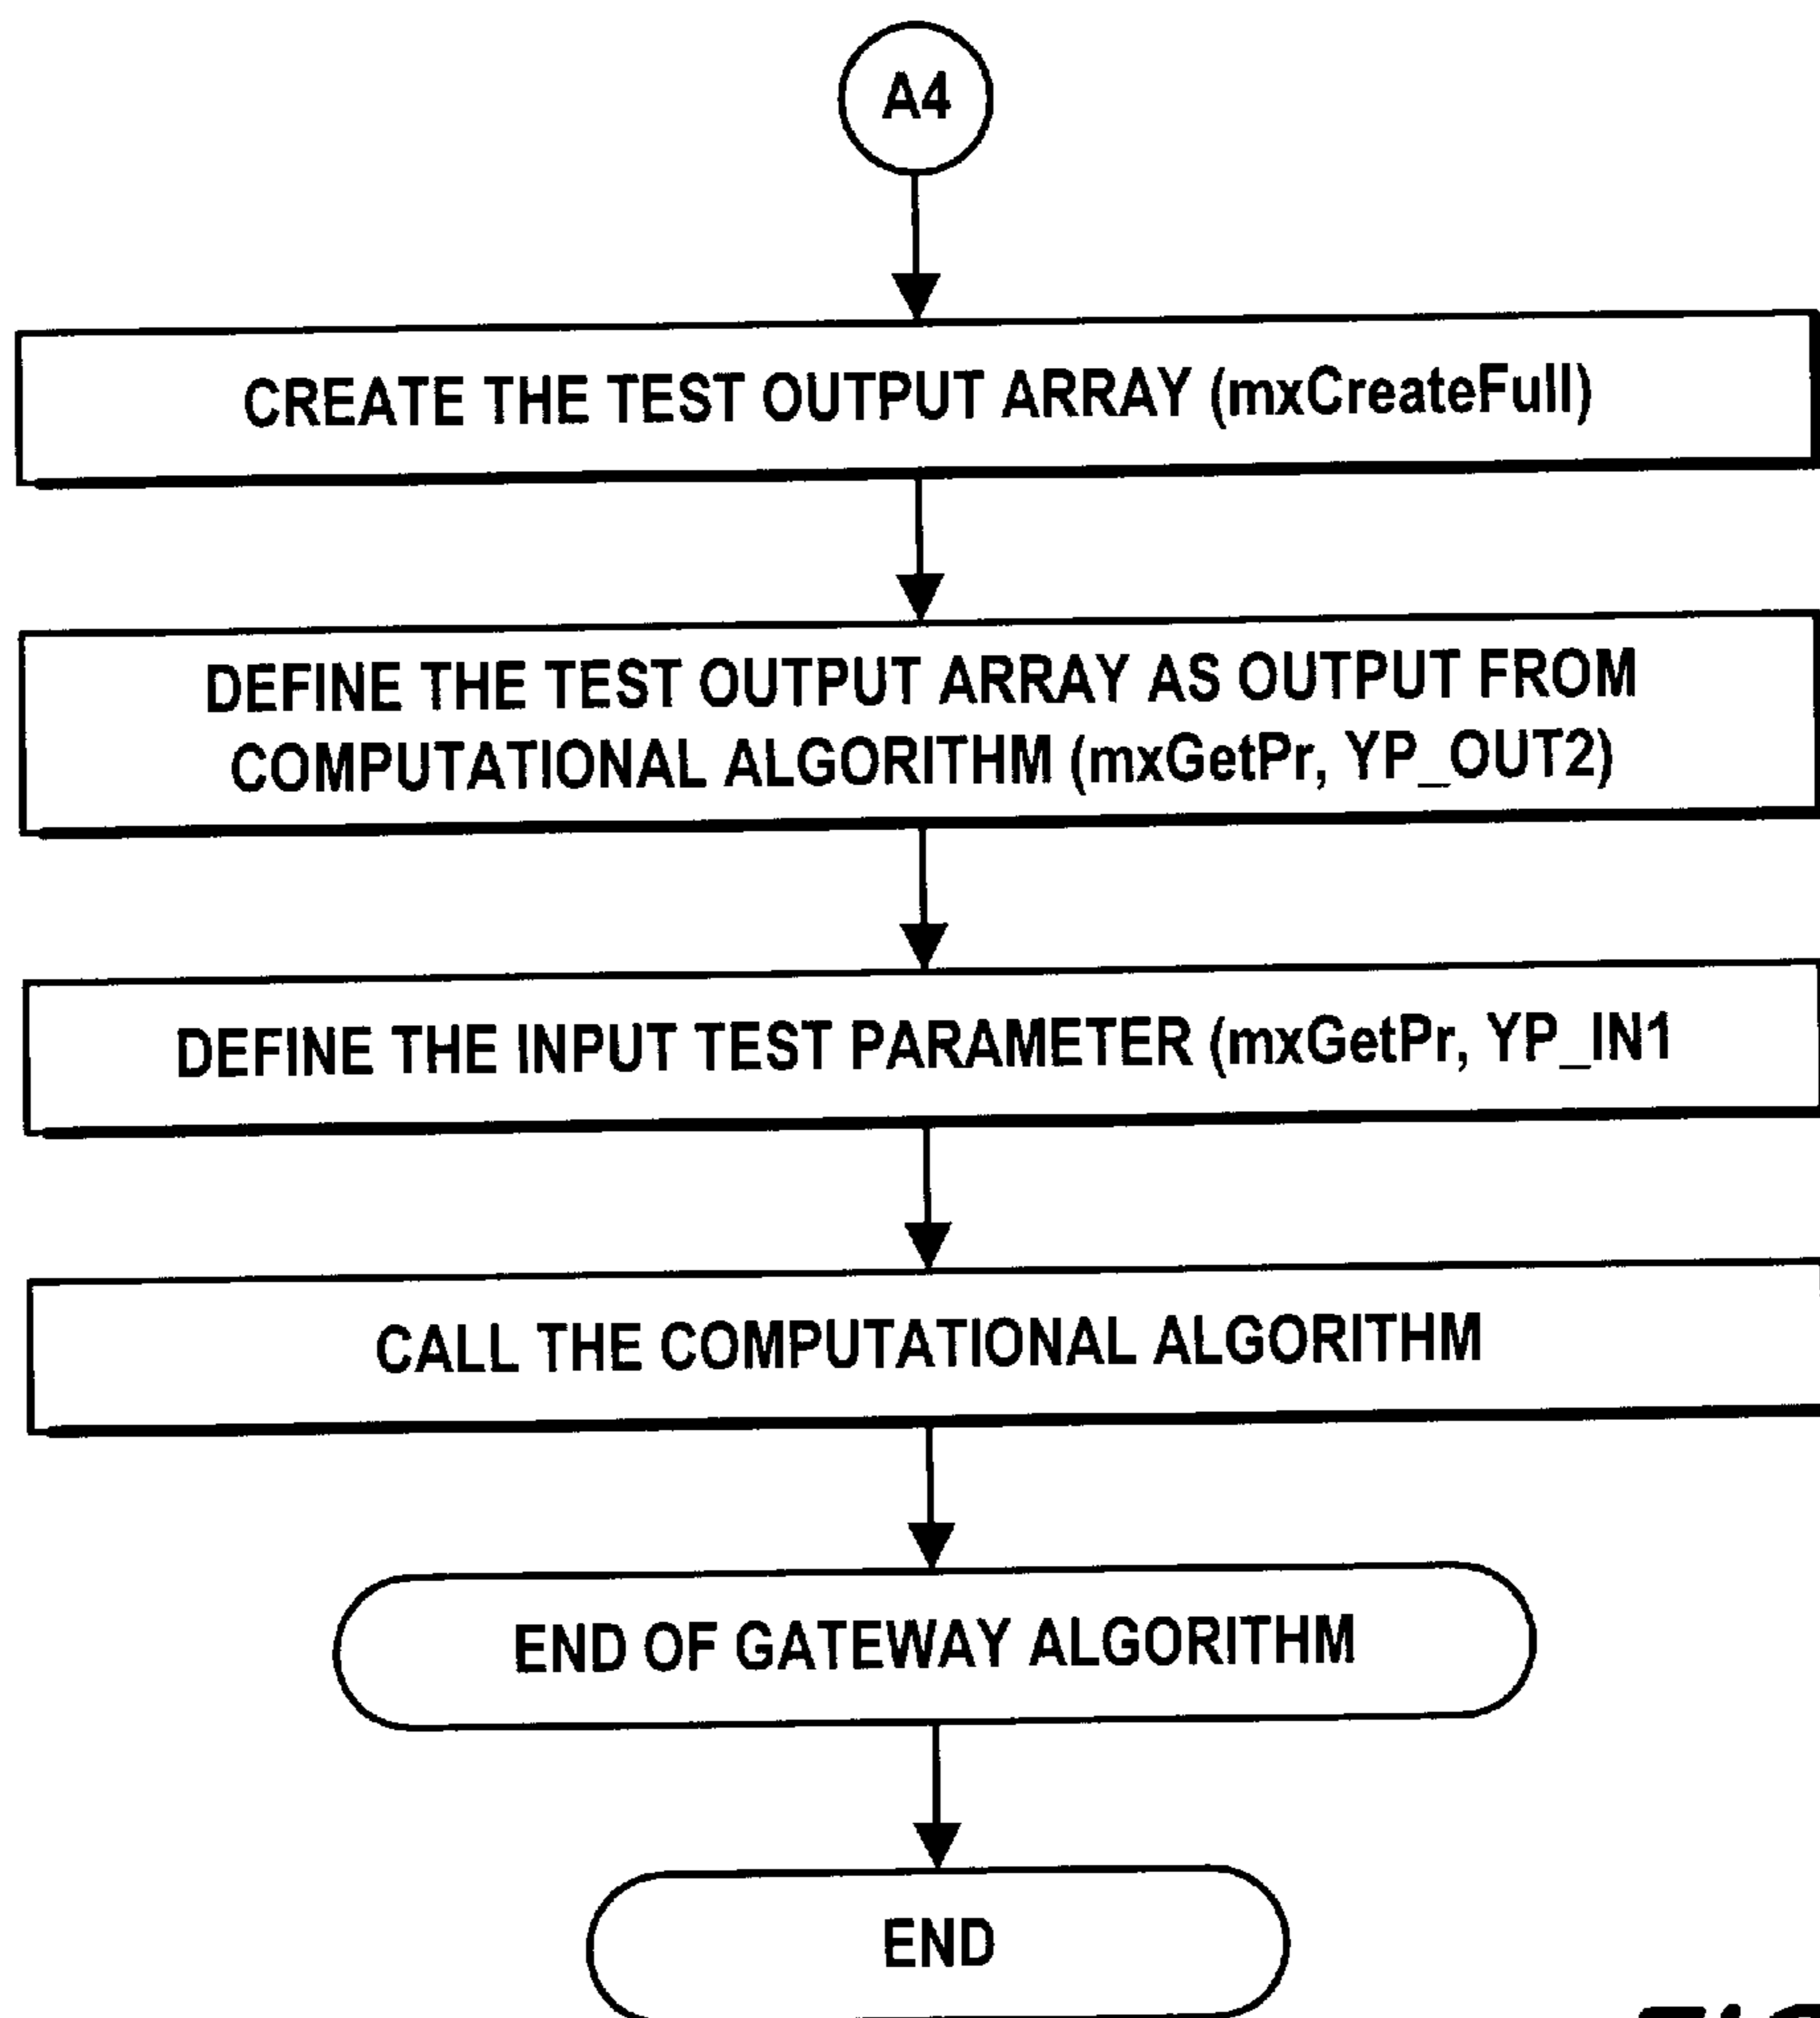 A4
CREATE THE TEST OUTPUT ARRAY (mxCreateFull)
DEFINE THE TEST OUTPUT ARRAY AS OUTPUT FROM
COMPUTATIONAL ALGORITHM (mxGetPr, YP_OUT2)
DEFINE THE INPUT TEST PARAMETER (mxGetPr, YP_IN1
CALL THE COMPUTATIONAL ALGORITHM
END OF GATEWAY ALGORITHM
END